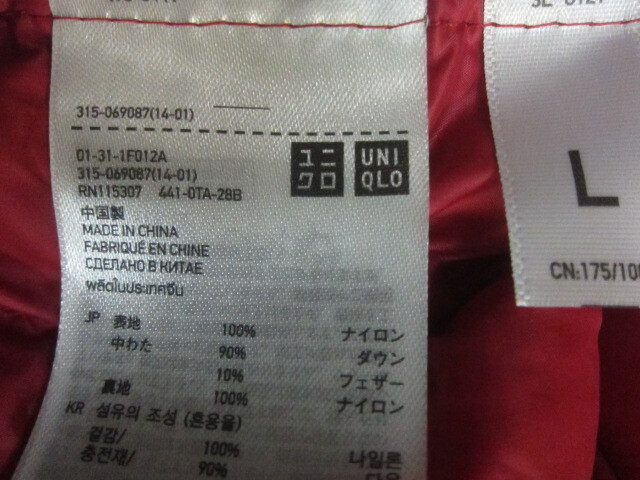 315-069087(14-01)
01-31-1F012A
315-069087(14-01)
RN115307 441-0TA-28B
中国製
MADE IN CHINA
FABRIQUÉ EN CHINE
СДЕЛАНО В КИТАЕ
ผลิตในประเทศจีน
ユニ
クロ
UNI
QLO
JP 表地 100% ナイロン
中わた 90% ダウン
10% フェザー
裏地 100% ナイロン
KR 섬유의 조성 (혼용율)
겉감/ 100% 나일론
충전재/ 90% 다운
L